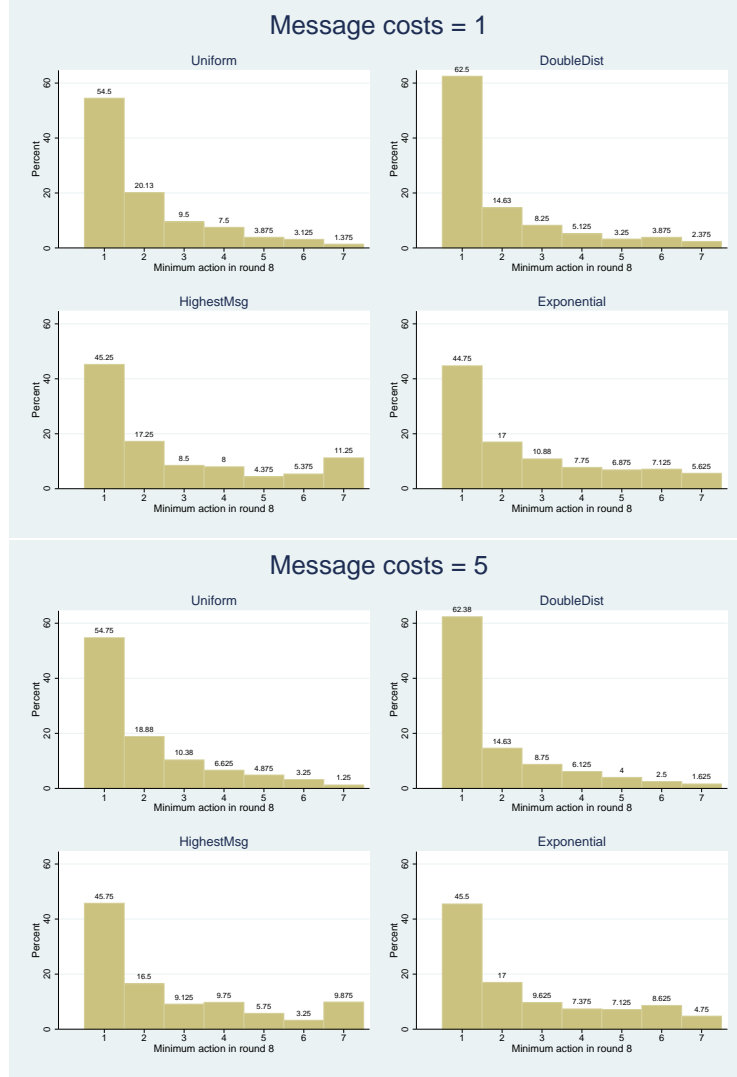 Message costs = 1
Uniform
Percent
0 20 40 60
54.5 20.13 9.5 7.5 3.875 3.125 1.375
1 2 3 4 5 6 7
Minimum action in round 8
DoubleDist
Percent
0 20 40 60
62.5 14.63 8.25 5.125 3.25 3.875 2.375
1 2 3 4 5 6 7
Minimum action in round 8
HighestMsg
Percent
0 20 40 60
45.25 17.25 8.5 8 4.375 5.375 11.25
1 2 3 4 5 6 7
Minimum action in round 8
Exponential
Percent
0 20 40 60
44.75 17 10.88 7.75 6.875 7.125 5.625
1 2 3 4 5 6 7
Minimum action in round 8
Message costs = 5
Uniform
Percent
0 20 40 60
54.75 18.88 10.38 6.625 4.875 3.25 1.25
1 2 3 4 5 6 7
Minimum action in round 8
DoubleDist
Percent
0 20 40 60
62.38 14.63 8.75 6.125 4 2.5 1.625
1 2 3 4 5 6 7
Minimum action in round 8
HighestMsg
Percent
0 20 40 60
45.75 16.5 9.125 9.75 5.75 3.25 9.875
1 2 3 4 5 6 7
Minimum action in round 8
Exponential
Percent
0 20 40 60
45.5 17 9.625 7.375 7.125 8.625 4.75
1 2 3 4 5 6 7
Minimum action in round 8